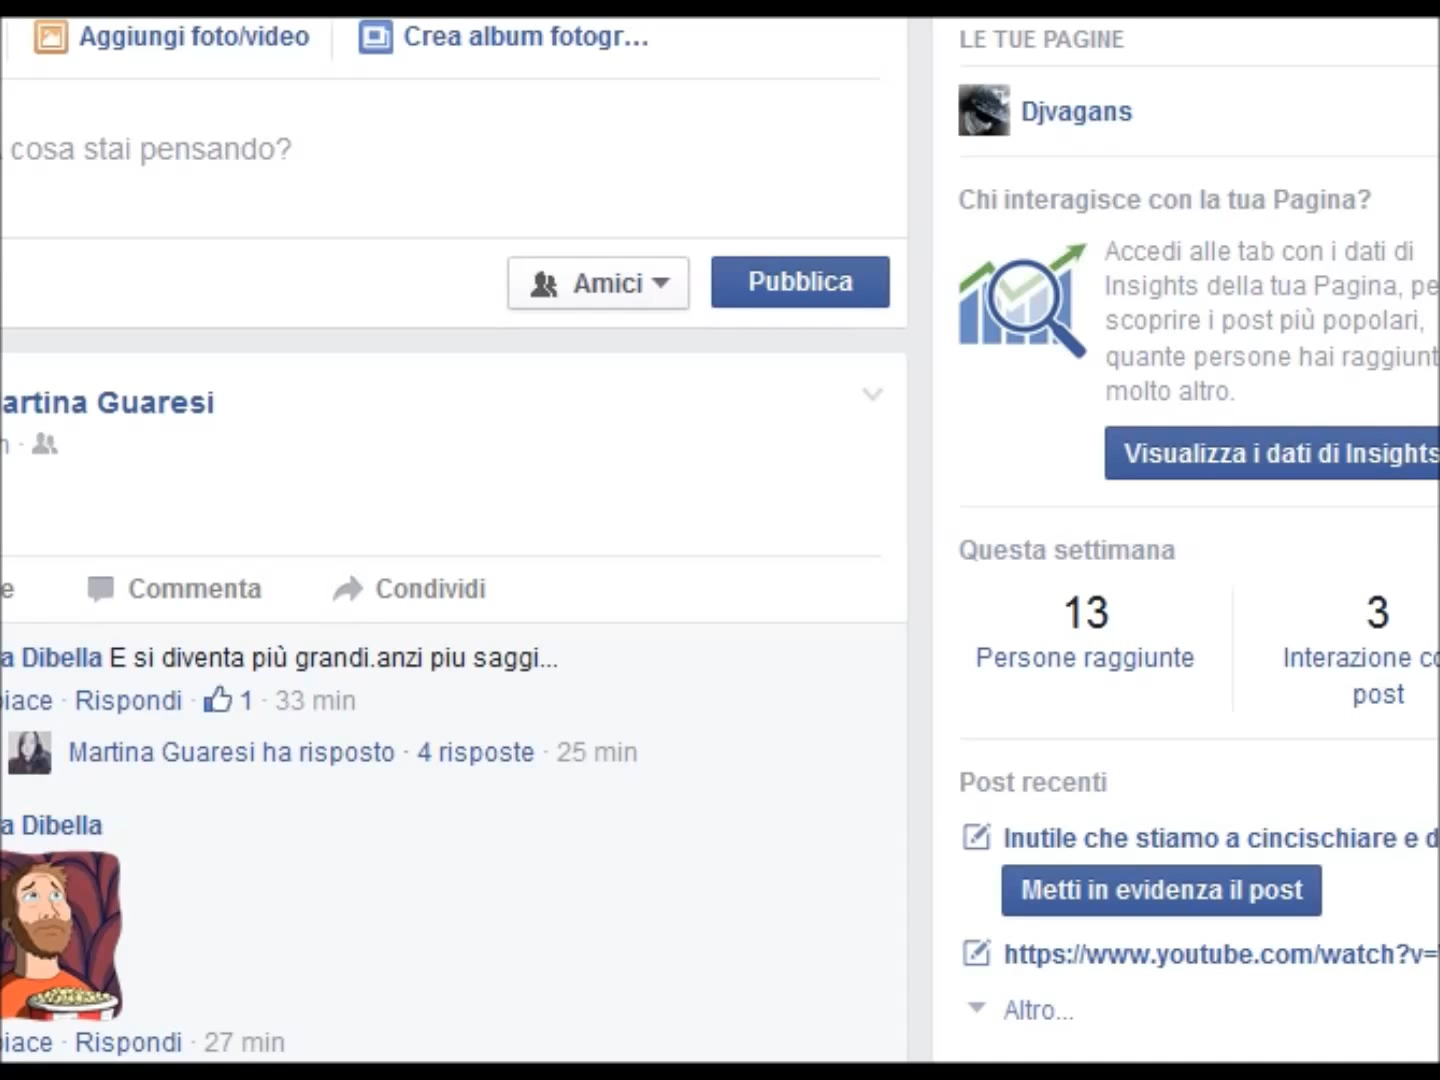 Aggiungi foto/video
Crea album fotogr...
cosa stai pensando?
Amici
Pubblica
artina Guaresi
Commenta
Condividi
a Dibella E si diventa più grandi.anzi piu saggi...
iace · Rispondi · 1 · 33 min
Martina Guaresi ha risposto · 4 risposte · 25 min
a Dibella
iace · Rispondi · 27 min
LE TUE PAGINE
Djvagans
Chi interagisce con la tua Pagina?
Accedi alle tab con i dati di
Insights della tua Pagina, pe
scoprire i post più popolari,
quante persone hai raggiunt
molto altro.
Visualizza i dati di Insights
Questa settimana
13
Persone raggiunte
3
Interazione co
post
Post recenti
Inutile che stiamo a cincischiare e d
Metti in evidenza il post
https://www.youtube.com/watch?v=
Altro...